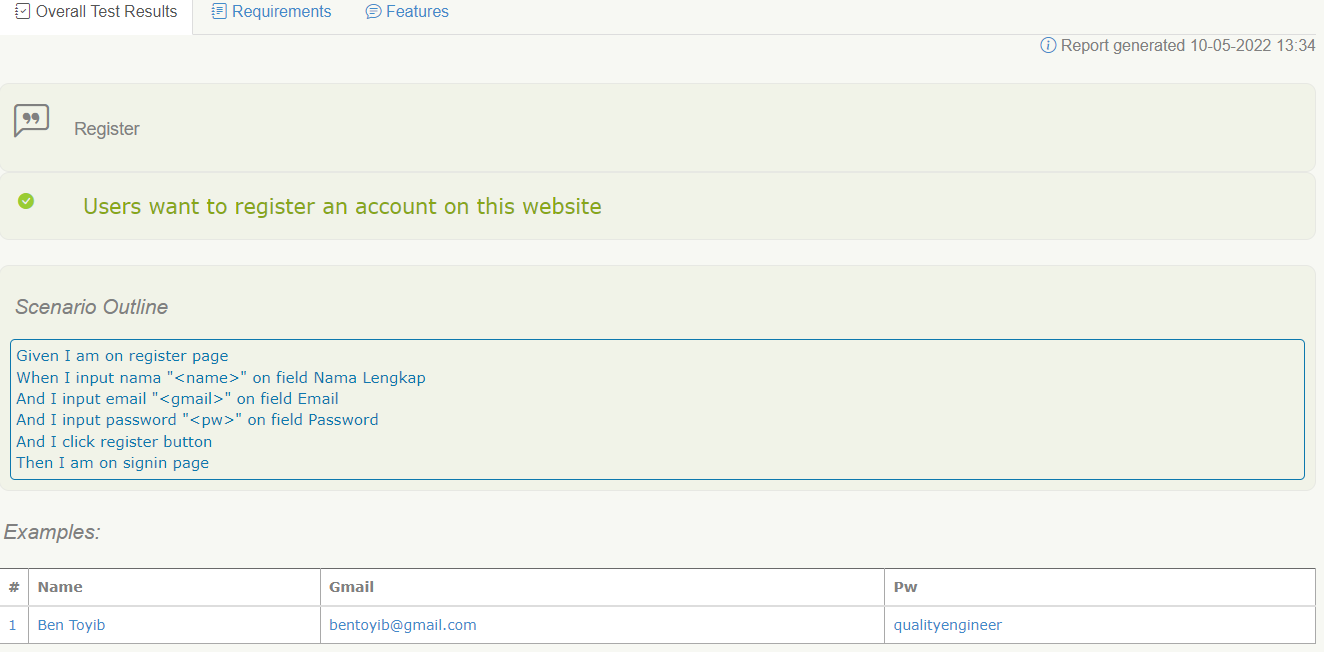 Overall Test Results Requirements Features
Report generated 10-05-2022 13:34
Register
Users want to register an account on this website
Scenario Outline
Given I am on register page
When I input nama "<name>" on field Nama Lengkap
And I input email "<gmail>" on field Email
And I input password "<pw>" on field Password
And I click register button
Then I am on signin page
Examples:
# Name Gmail Pw
1 Ben Toyib bentoyib@gmail.com qualityengineer